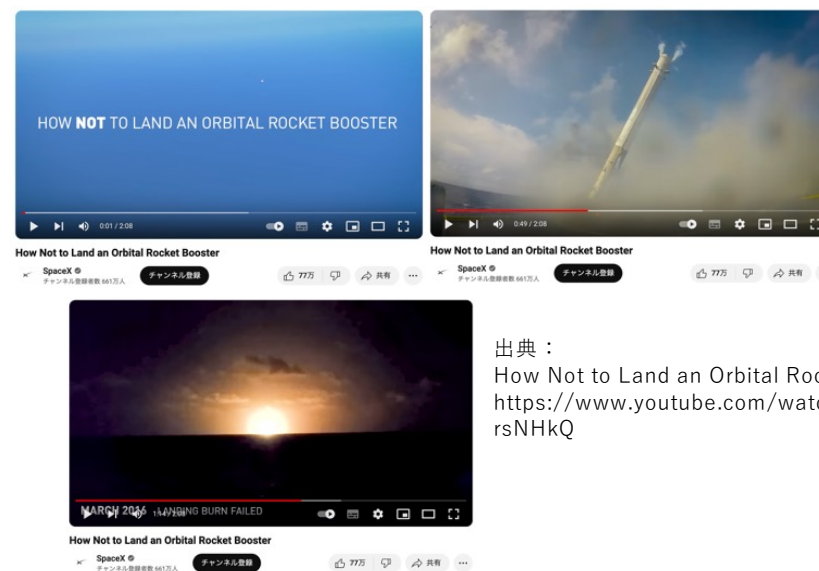 HOW NOT TO LAND AN ORBITAL ROCKET BOOSTER
0:01 / 2:08
How Not to Land an Orbital Rocket Booster
SpaceX
チャンネル登録者数 661万人
チャンネル登録
77万
共有
0:49 / 2:08
How Not to Land an Orbital Rocket Booster
SpaceX
チャンネル登録者数 661万人
チャンネル登録
77万
共有
MARCH 2016 LANDING BURN FAILED
1:14 / 2:08
How Not to Land an Orbital Rocket Booster
SpaceX
チャンネル登録者数 661万人
チャンネル登録
77万
共有
出典：
How Not to Land an Orbital Roc
https://www.youtube.com/watc
rsNHkQ